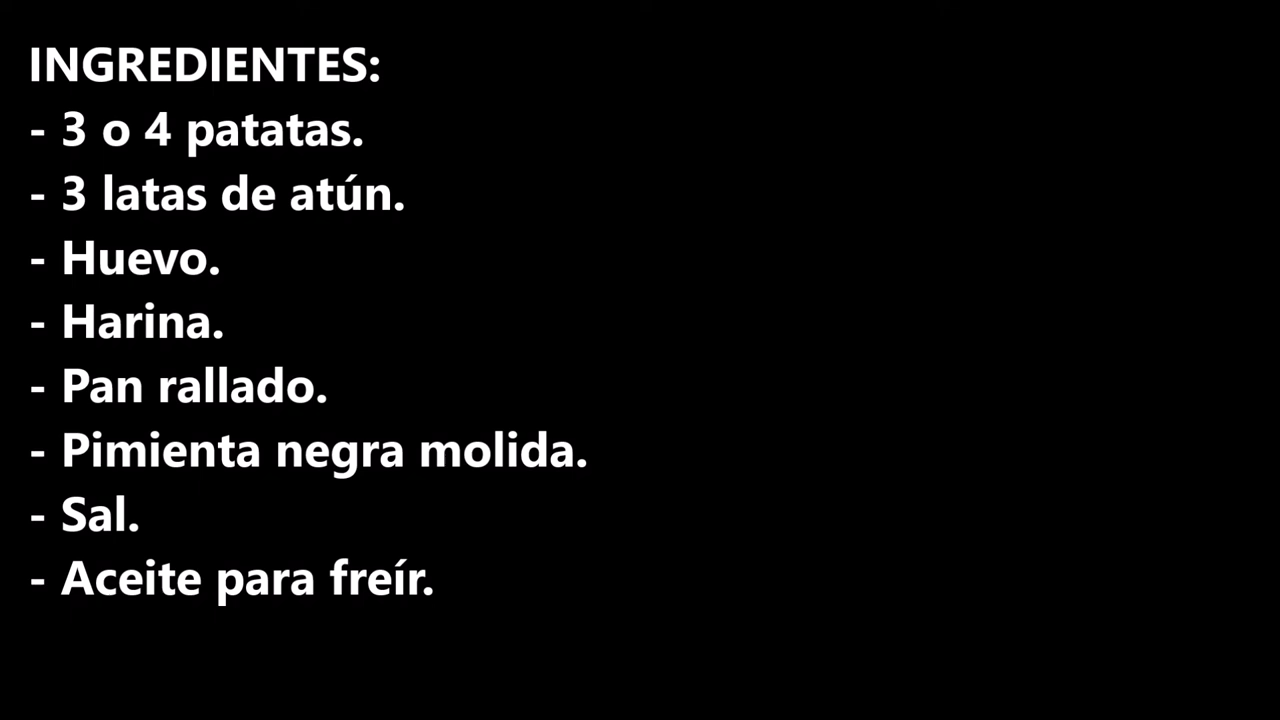 INGREDIENTES:
- 3 o 4 patatas.
- 3 latas de atún.
- Huevo.
- Harina.
- Pan rallado.
- Pimienta negra molida.
- Sal.
- Aceite para freír.